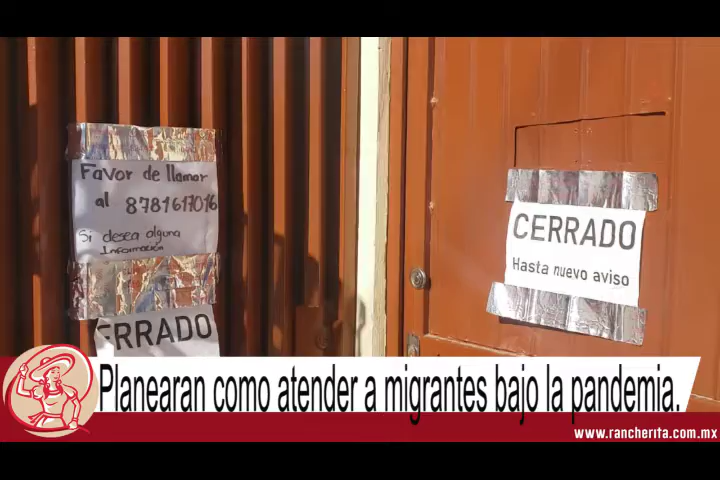 Favor de llamar
al 8781617016
Si desea alguna
Información
CERRADO
CERRADO
Hasta nuevo aviso
Planearan como atender a migrantes bajo la pandemia.
www.rancherita.com.mx